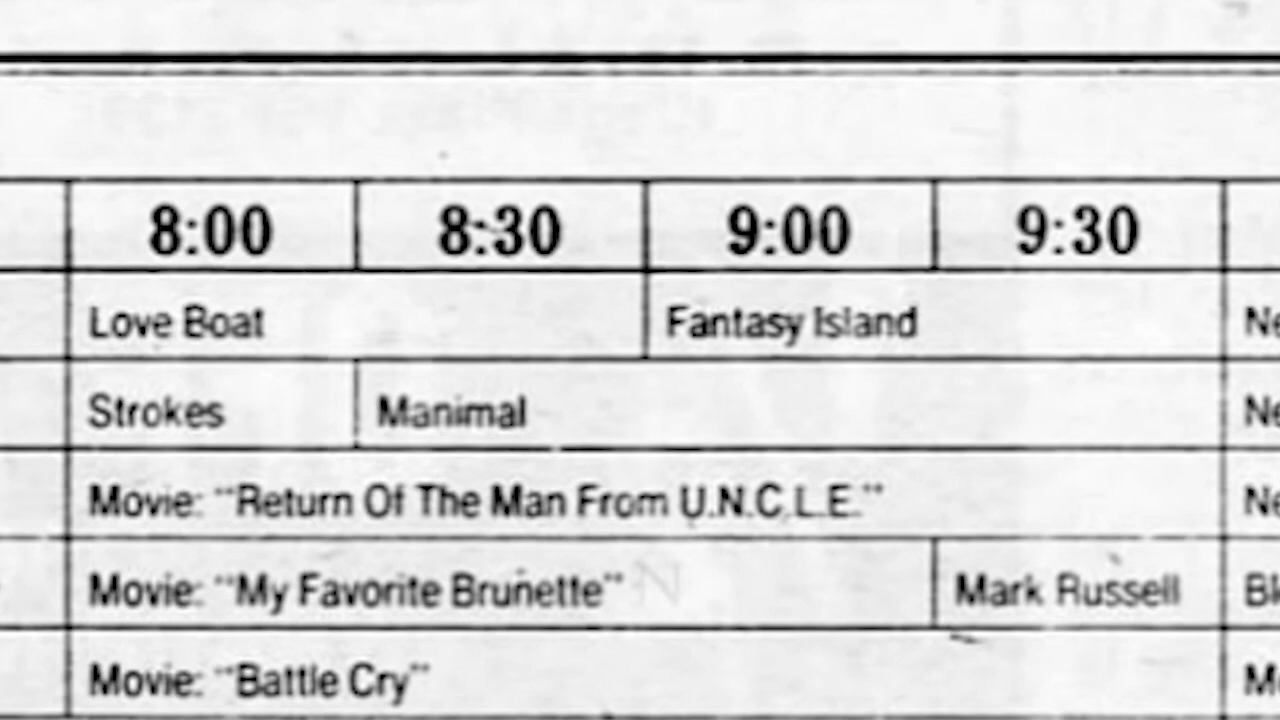 8:00 8:30 9:00 9:30
Love Boat Fantasy Island
Strokes Manimal
Movie: "Return Of The Man From U.N.C.L.E."
Movie: "My Favorite Brunette" Mark Russell
Movie: "Battle Cry"